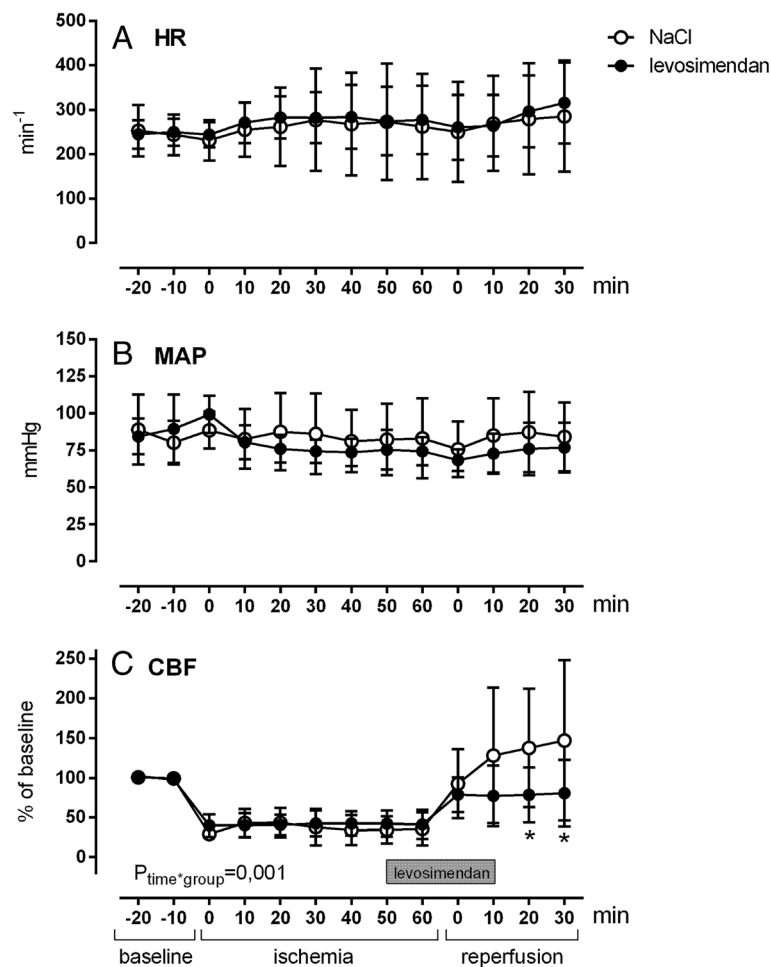 A HR
NaCl
levosimendan
min-1
500
400
300
200
100
0
-20 -10 0 10 20 30 40 50 60 0 10 20 30 min
B MAP
mmHg
150
125
100
75
50
25
0
-20 -10 0 10 20 30 40 50 60 0 10 20 30 min
C CBF
% of baseline
250
200
150
100
50
0
* *
Ptime*group=0,001
levosimendan
-20 -10 0 10 20 30 40 50 60 0 10 20 30 min
baseline ischemia reperfusion